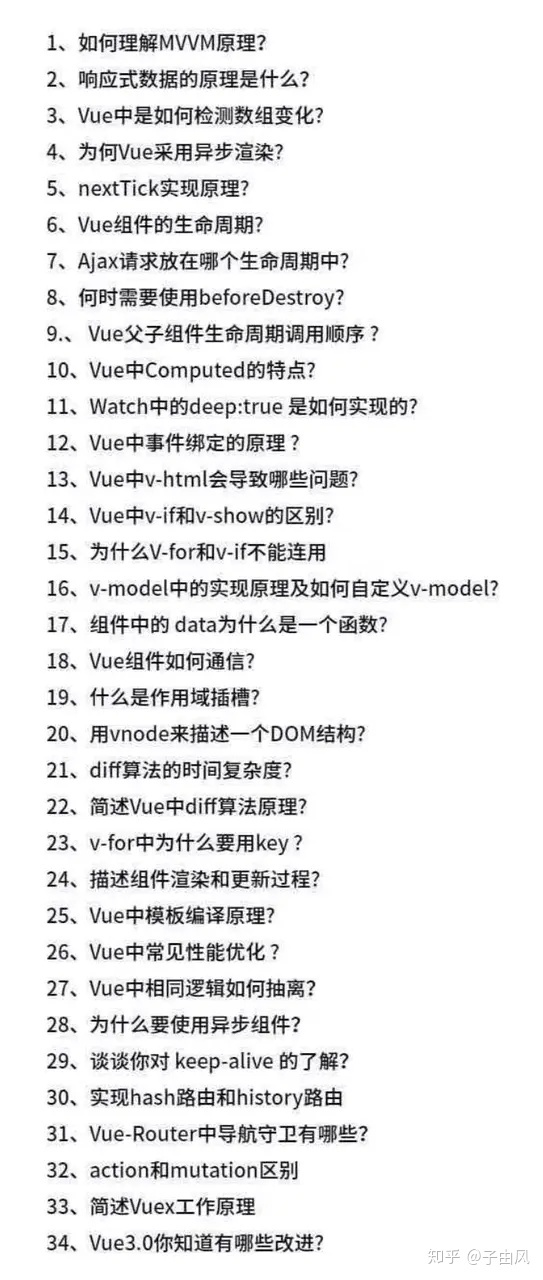 1、如何理解MVVM原理?
2、响应式数据的原理是什么?
3、Vue中是如何检测数组变化?
4、为何Vue采用异步渲染?
5、nextTick实现原理?
6、Vue组件的生命周期?
7、Ajax请求放在哪个生命周期中?
8、何时需要使用beforeDestroy?
9.、 Vue父子组件生命周期调用顺序 ?
10、Vue中Computed的特点?
11、Watch中的deep:true 是如何实现的?
12、Vue中事件绑定的原理 ?
13、Vue中v-html会导致哪些问题?
14、Vue中v-if和v-show的区别?
15、为什么V-for和v-if不能连用
16、v-model中的实现原理及如何自定义v-model?
17、组件中的 data为什么是一个函数?
18、Vue组件如何通信?
19、什么是作用域插槽?
20、用vnode来描述一个DOM结构?
21、diff算法的时间复杂度?
22、简述Vue中diff算法原理?
23、v-for中为什么要用key ?
24、描述组件渲染和更新过程?
25、Vue中模板编译原理?
26、Vue中常见性能优化 ?
27、Vue中相同逻辑如何抽离?
28、为什么要使用异步组件?
29、谈谈你对 keep-alive 的了解?
30、实现hash路由和history路由
31、Vue-Router中导航守卫有哪些?
32、action和mutation区别
33、简述Vuex工作原理
34、Vue3.0你知道有哪些改进?
知乎 @子由风